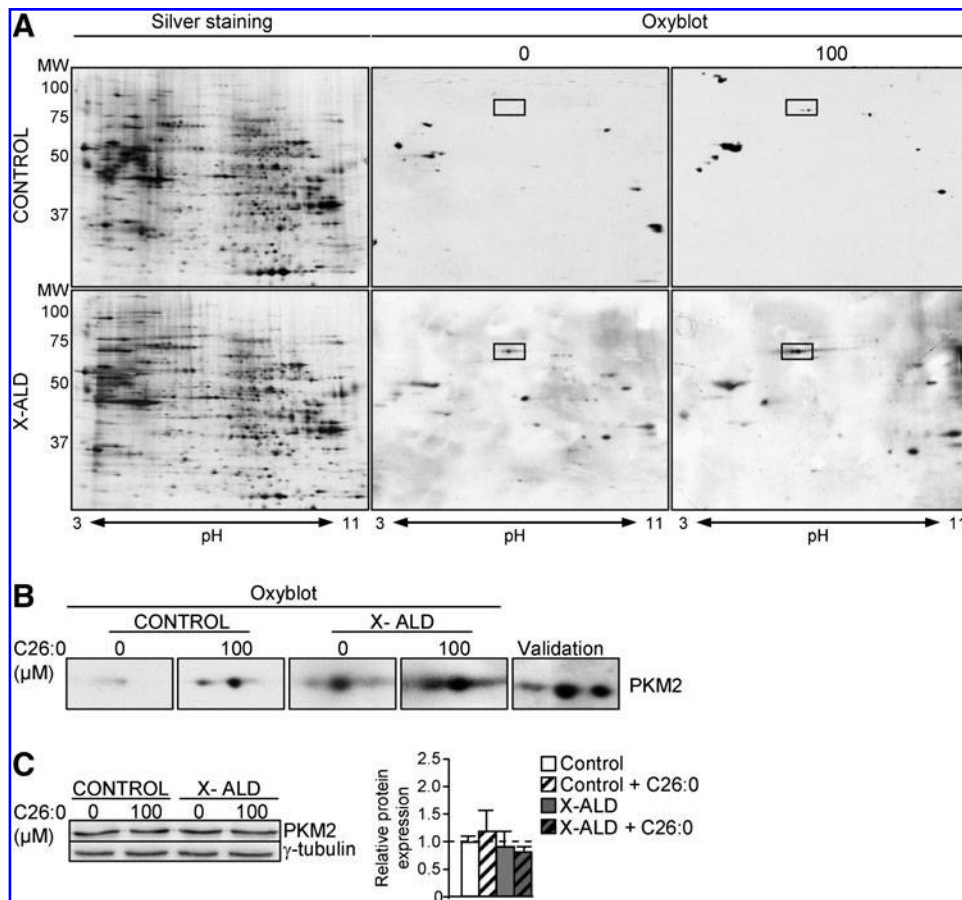 A
Silver staining
Oxyblot
0
100
MW
100
75
50
37
CONTROL
MW
100
75
50
37
X-ALD
3
pH
11
3
pH
11
3
pH
11
B
Oxyblot
CONTROL
X- ALD
C26:0
(µM)
0
100
0
100
Validation
PKM2
C
CONTROL
X- ALD
C26:0
(µM)
0
100
0
100
PKM2
γ-tubulin
Relative protein
expression
2.5
2.0
1.5
1.0
0.5
0
Control
Control + C26:0
X-ALD
X-ALD + C26:0